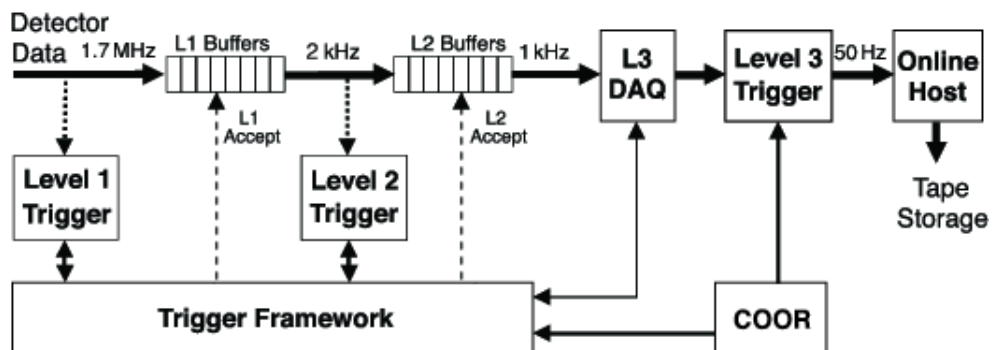 Detector
Data
1.7 MHz
L1 Buffers
2 kHz
L2 Buffers
1 kHz
L3
DAQ
Level 3
Trigger
50 Hz
Online
Host
L1
Accept
L2
Accept
Level 1
Trigger
Level 2
Trigger
Tape
Storage
Trigger Framework
COOR